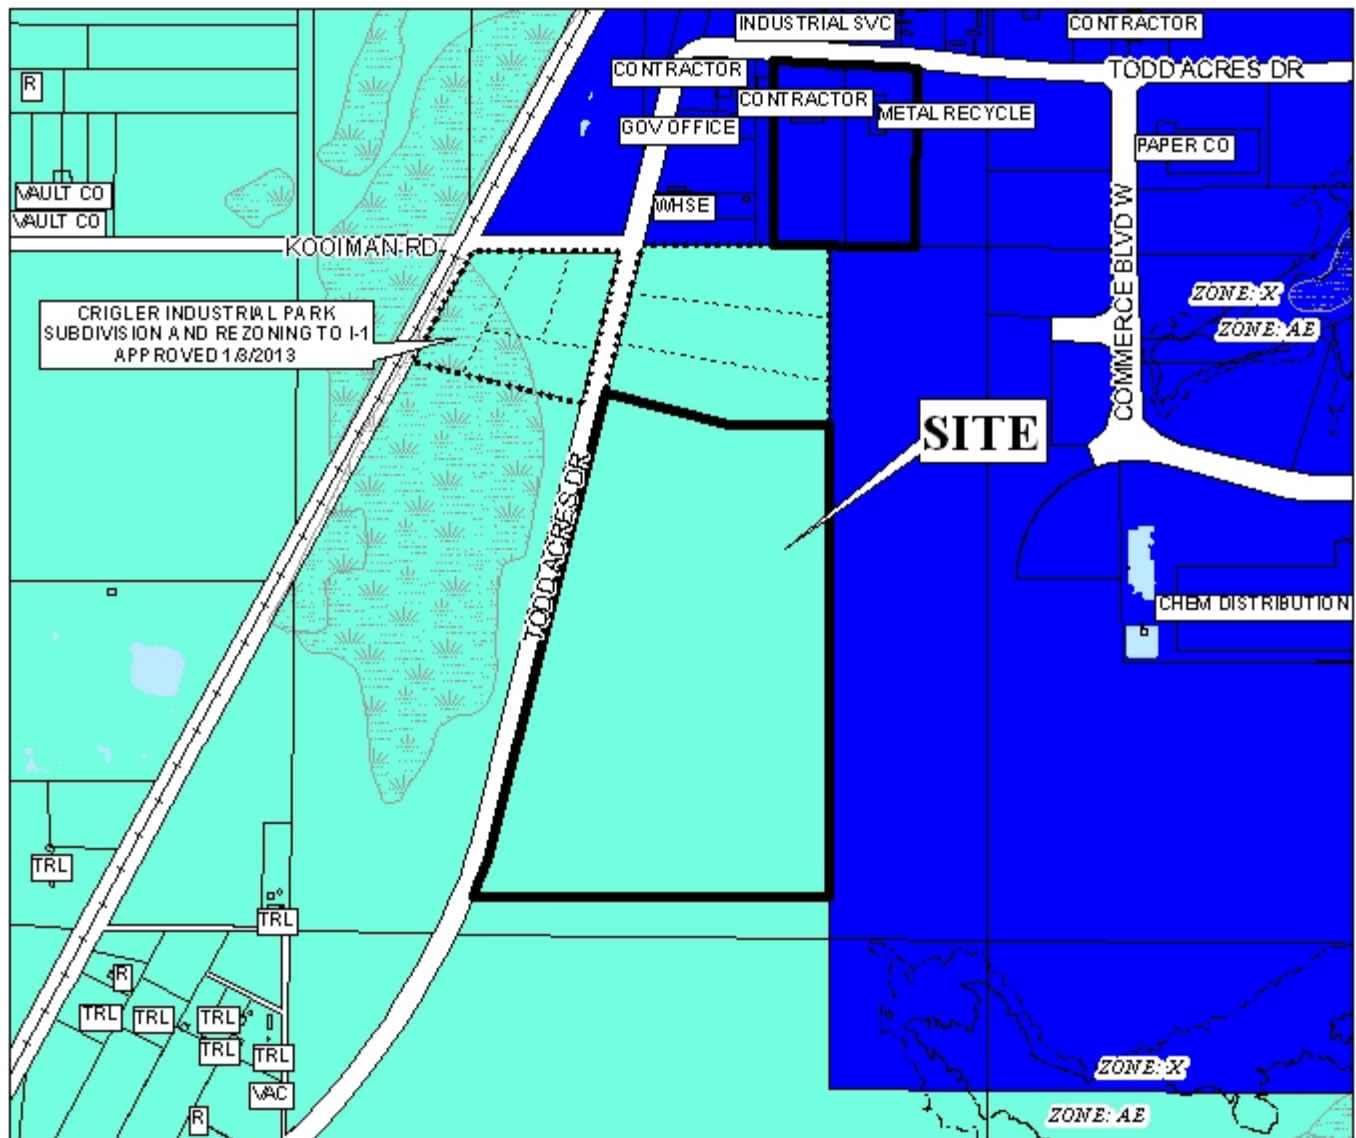 INDUSTRIAL SVC
CONTRACTOR
CONTRACTOR
TODD ACRES DR
R
CONTRACTOR
METAL RECYCLE
GOV OFFICE
PAPER CO
VAULT CO
VAULT CO
WHSE
KOOIMAN RD
COMMERCE BLVD W
ZONE: X
ZONE: AE
CRIGLER INDUSTRIAL PARK
SUBDIVISION AND REZONING TO I-1
APPROVED 1/8/2013
SITE
TODD ACRES DR
CHEM DISTRIBUTION
TRL
TRL
R
TRL
TRL
TRL
TRL
TRL
VAC
R
ZONE: X
ZONE: AE